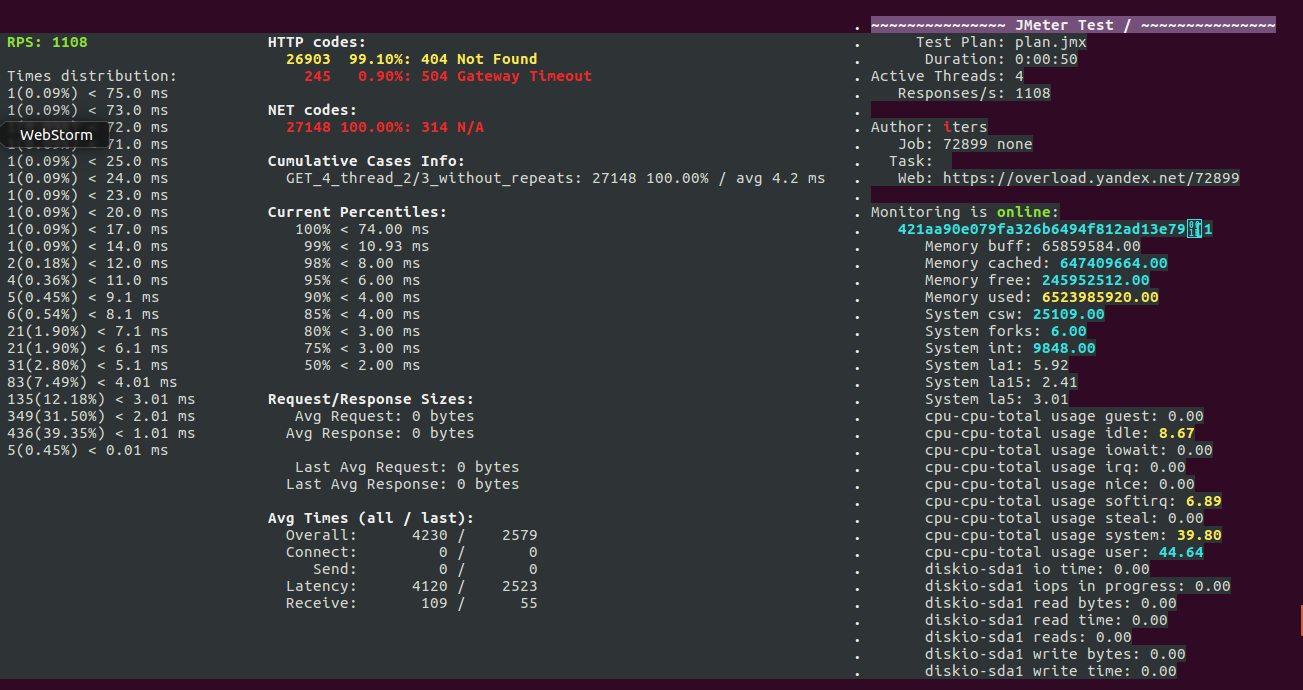 RPS: 1108
Times distribution:
1(0.09%) < 75.0 ms
1(0.09%) < 73.0 ms
72.0 ms
WebStorm
71.0 ms
1(0.09%) < 25.0 ms
1(0.09%) < 24.0 ms
1(0.09%) < 23.0 ms
1(0.09%) < 20.0 ms
1(0.09%) < 17.0 ms
1(0.09%) < 14.0 ms
2(0.18%) < 12.0 ms
4(0.36%) < 11.0 ms
5(0.45%) < 9.1 ms
6(0.54%) < 8.1 ms
21(1.90%) < 7.1 ms
21(1.90%) < 6.1 ms
31(2.80%) < 5.1 ms
83(7.49%) < 4.01 ms
135(12.18%) < 3.01 ms
349(31.50%) < 2.01 ms
436(39.35%) < 1.01 ms
5(0.45%) < 0.01 ms
HTTP codes:
26903 99.10%: 404 Not Found
245 0.90%: 504 Gateway Timeout
NET codes:
27148 100.00%: 314 N/A
Cumulative Cases Info:
GET_4_thread_2/3_without_repeats: 27148 100.00% / avg 4.2 ms
Current Percentiles:
100% < 74.00 ms
99% < 10.93 ms
98% < 8.00 ms
95% < 6.00 ms
90% < 4.00 ms
85% < 4.00 ms
80% < 3.00 ms
75% < 3.00 ms
50% < 2.00 ms
Request/Response Sizes:
Avg Request: 0 bytes
Avg Response: 0 bytes
Last Avg Request: 0 bytes
Last Avg Response: 0 bytes
Avg Times (all / last):
Overall: 4230 / 2579
Connect: 0 / 0
Send: 0 / 0
Latency: 4120 / 2523
Receive: 109 / 55
. ~~~~~~~~~~~~~~~ JMeter Test / ~~~~~~~~~~~~~~~
. Test Plan: plan.jmx
. Duration: 0:00:50
. Active Threads: 4
. Responses/s: 1108
.
. Author: iters
. Job: 72899 none
. Task:
. Web: https://overload.yandex.net/72899
.
. Monitoring is online:
. 421aa90e079fa326b6494f812ad13e79 1
. Memory buff: 65859584.00
. Memory cached: 647409664.00
. Memory free: 245952512.00
. Memory used: 6523985920.00
. System csw: 25109.00
. System forks: 6.00
. System int: 9848.00
. System la1: 5.92
. System la15: 2.41
. System la5: 3.01
. cpu-cpu-total usage guest: 0.00
. cpu-cpu-total usage idle: 8.67
. cpu-cpu-total usage iowait: 0.00
. cpu-cpu-total usage irq: 0.00
. cpu-cpu-total usage nice: 0.00
. cpu-cpu-total usage softirq: 6.89
. cpu-cpu-total usage steal: 0.00
. cpu-cpu-total usage system: 39.80
. cpu-cpu-total usage user: 44.64
. diskio-sda1 io time: 0.00
. diskio-sda1 iops in progress: 0.00
. diskio-sda1 read bytes: 0.00
. diskio-sda1 read time: 0.00
. diskio-sda1 reads: 0.00
. diskio-sda1 write bytes: 0.00
. diskio-sda1 write time: 0.00